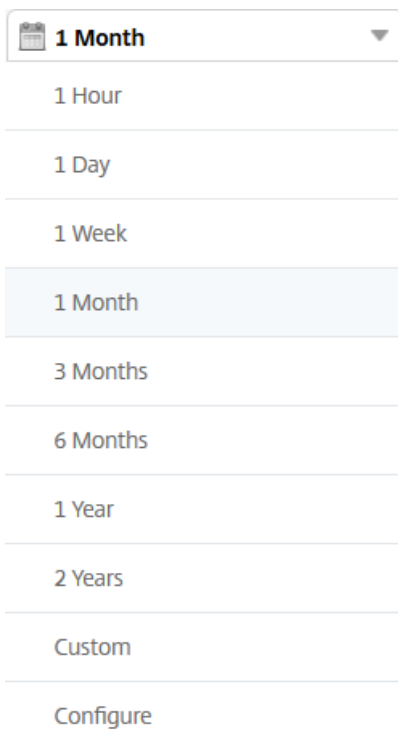 1 Month
1 Hour
1 Day
1 Week
1 Month
3 Months
6 Months
1 Year
2 Years
Custom
Configure